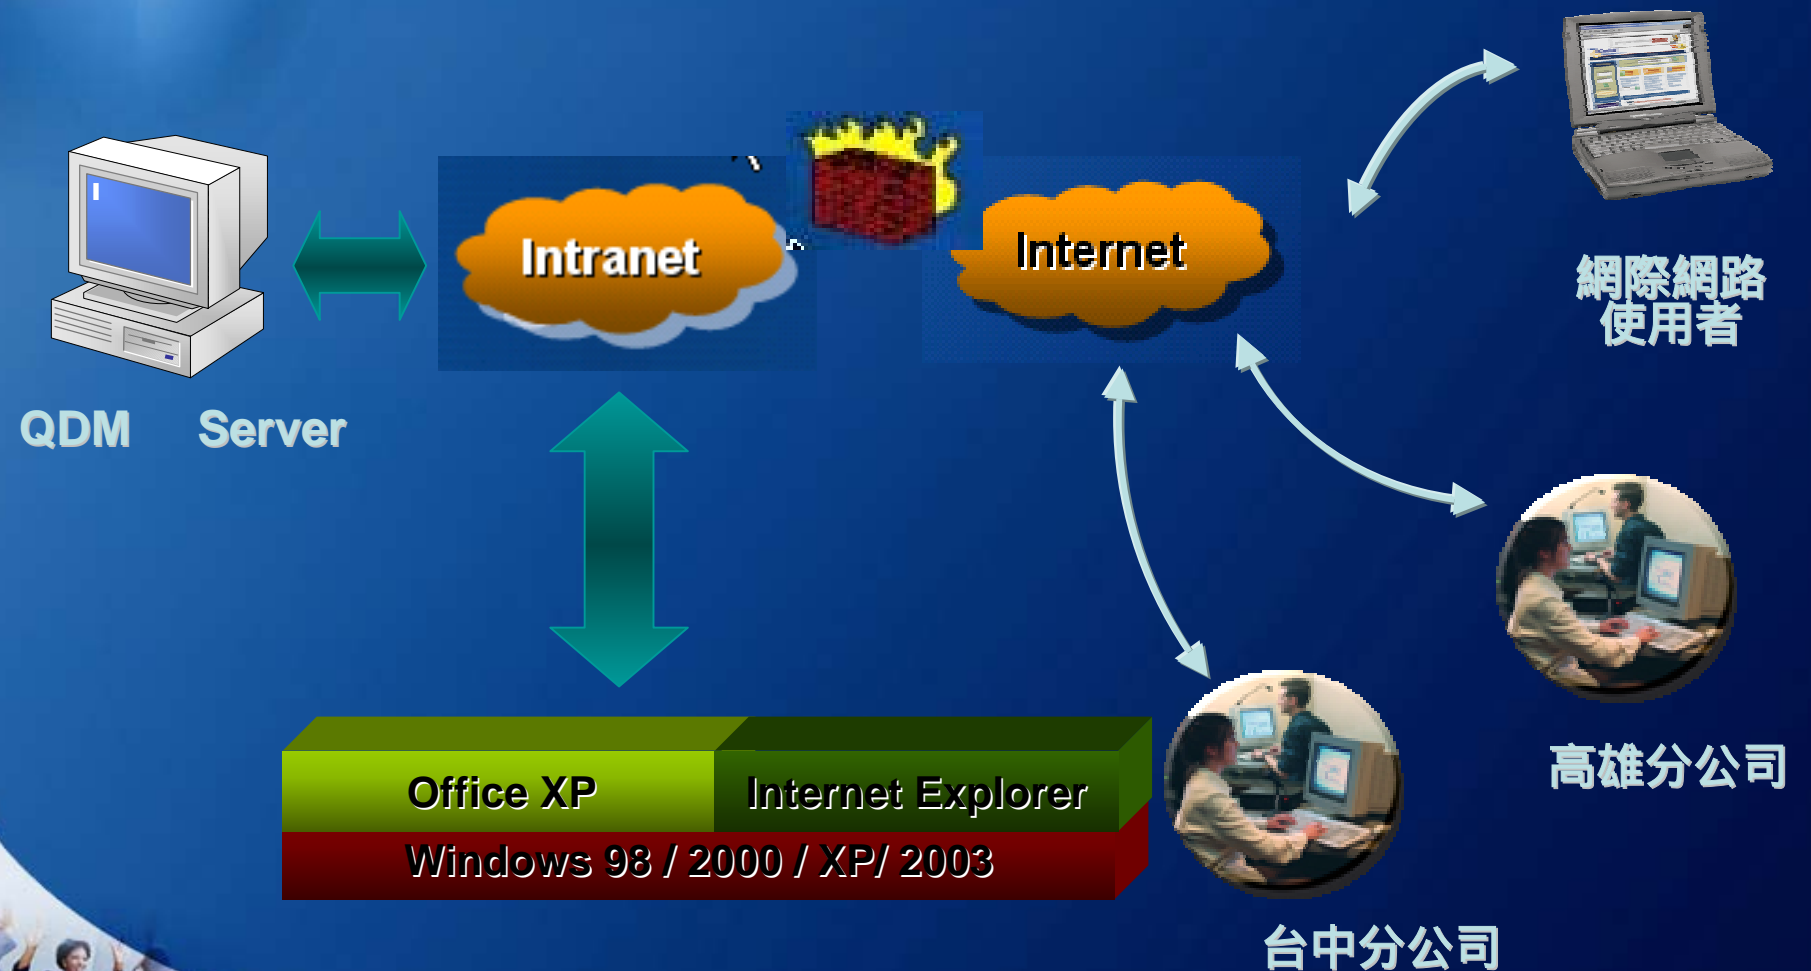 Intranet
Internet
網際網路
使用者
QDM Server
高雄分公司
Office XP
Internet Explorer
Windows 98 / 2000 / XP/ 2003
台中分公司